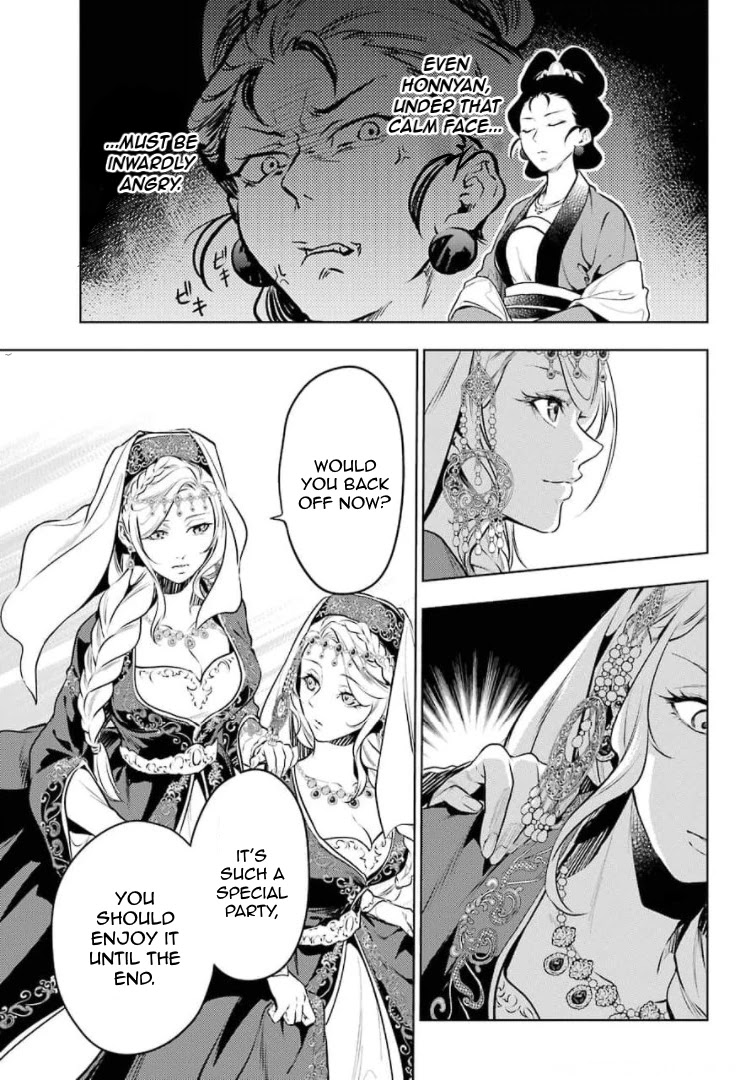 EVEN
HONNYAN,
UNDER THAT
CALM FACE...
...MUST BE
INWARDLY
ANGRY.
ビキ
ビキ
WOULD
YOU BACK
OFF NOW?
IT'S
SUCH A
SPECIAL
PARTY,
YOU
SHOULD
ENJOY IT
UNTIL THE
END.